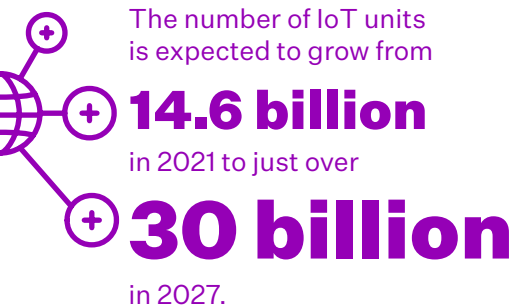 The number of IoT units
is expected to grow from
14.6 billion
in 2021 to just over
30 billion
in 2027.